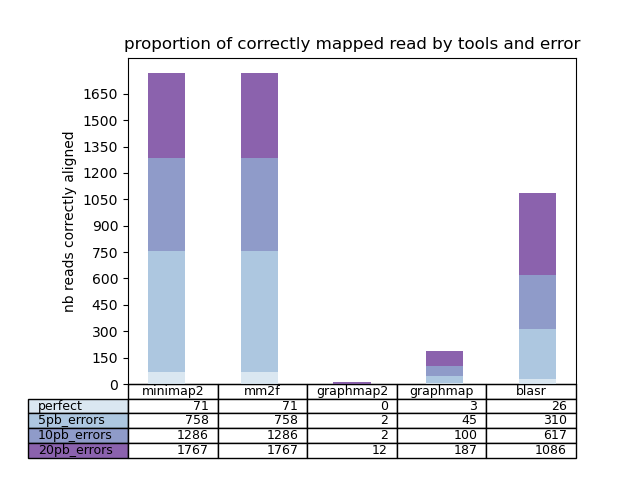 proportion of correctly mapped read by tools and error
nb reads correctly aligned
1650
1500
1350
1200
1050
900
750
600
450
300
150
0
minimap2 mm2f graphmap2 graphmap blasr
perfect 71 71 0 3 26
5pb_errors 758 758 2 45 310
10pb_errors 1286 1286 2 100 617
20pb_errors 1767 1767 12 187 1086